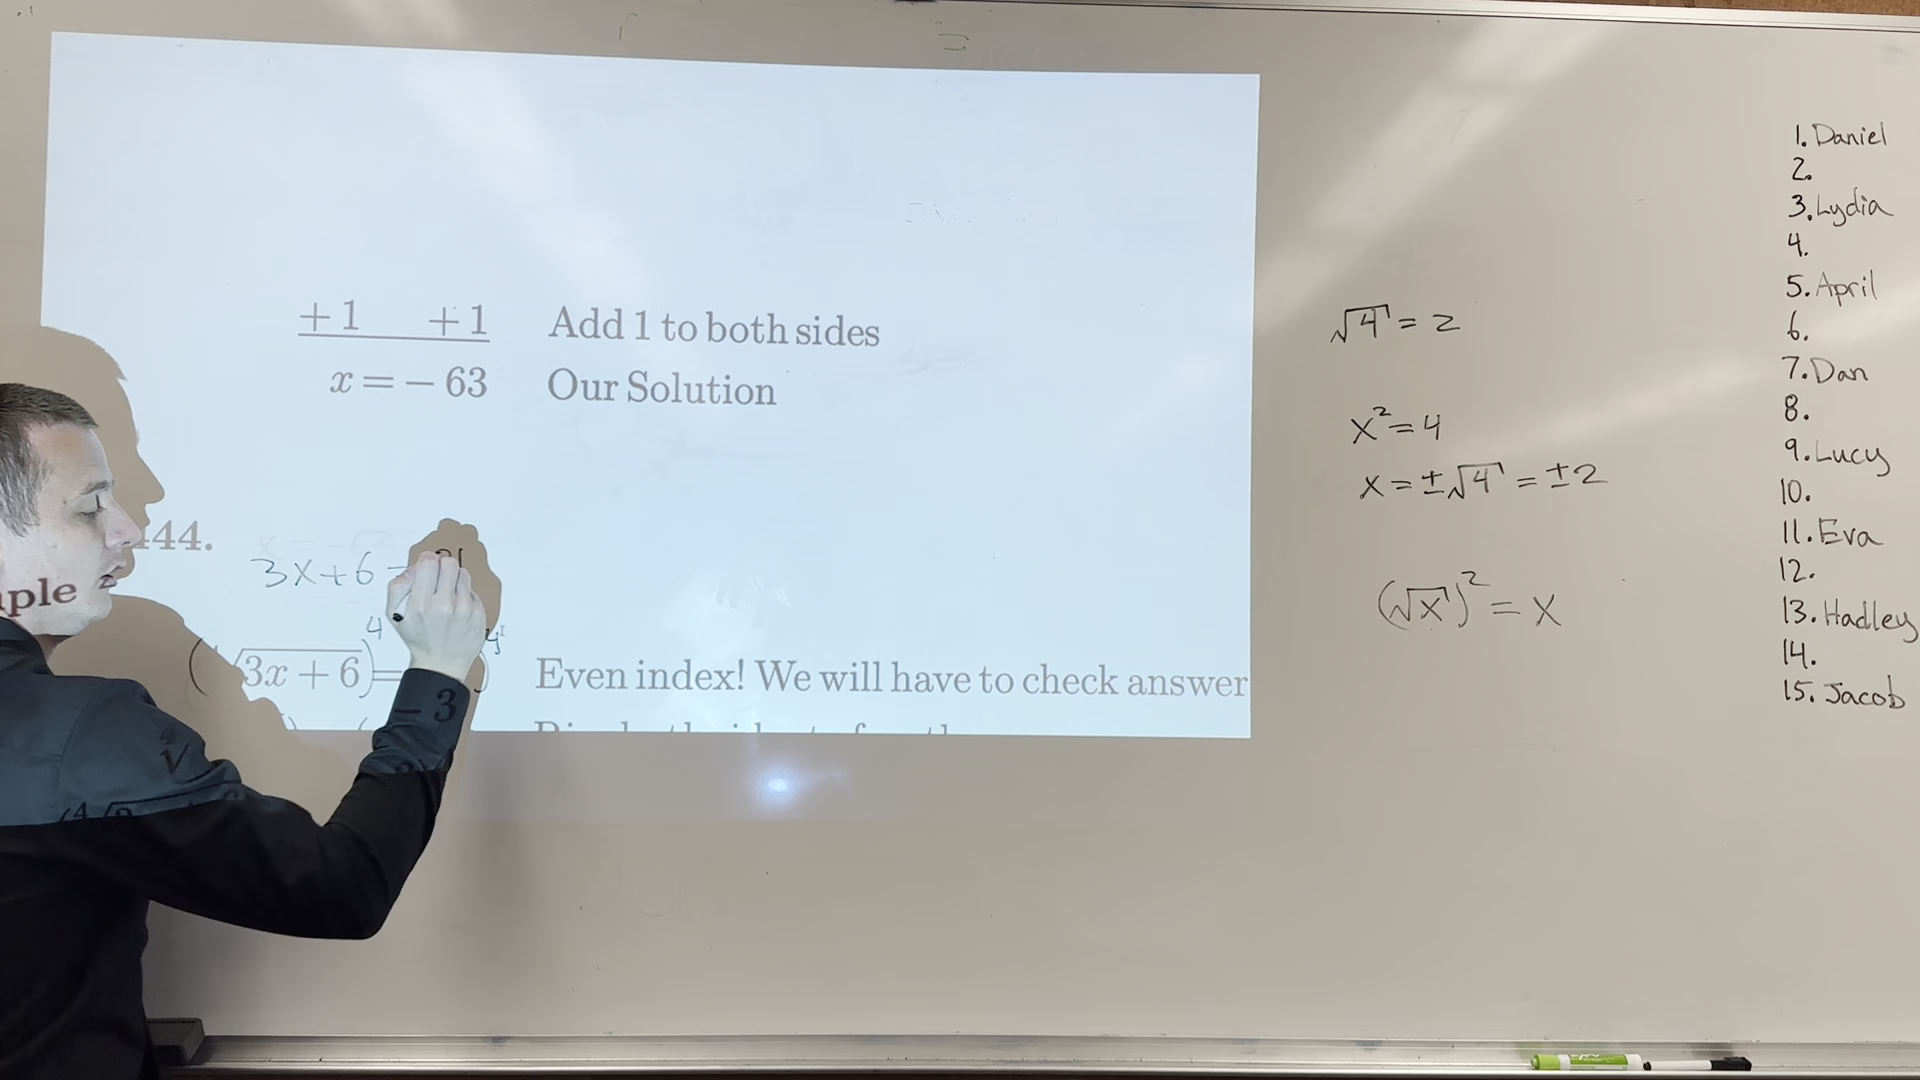 +1 +1 Add 1 to both sides
x = − 63 Our Solution
44.
3x+6
4
(√3x + 6) = ) Even index! We will have to check answer
− 3
ple
√4 = 2
x² = 4
x = ±√4 = ±2
(√x)² = x
1. Daniel
2.
3. Lydia
4.
5. April
6.
7. Dan
8.
9. Lucy
10.
11. Eva
12.
13. Hadley
14.
15. Jacob